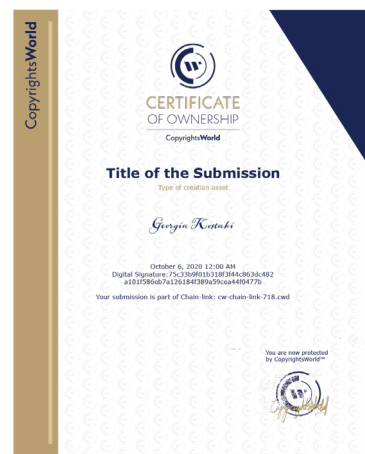 CopyrightsWorld
CERTIFICATE
OF OWNERSHIP
CopyrightsWorld
Title of the Submission
Type of creation asset
Georgia Kostaki
October 6, 2020 12:00 AM
Digital Signature:75c33b9f01b318f3f44c863dc482
a101f586eb7a126184f389a59cea44f0477b
Your submission is part of Chain-link: cw-chain-link-718.cwd
You are now protected
by CopyrightsWorld™
CopyrightsWorld